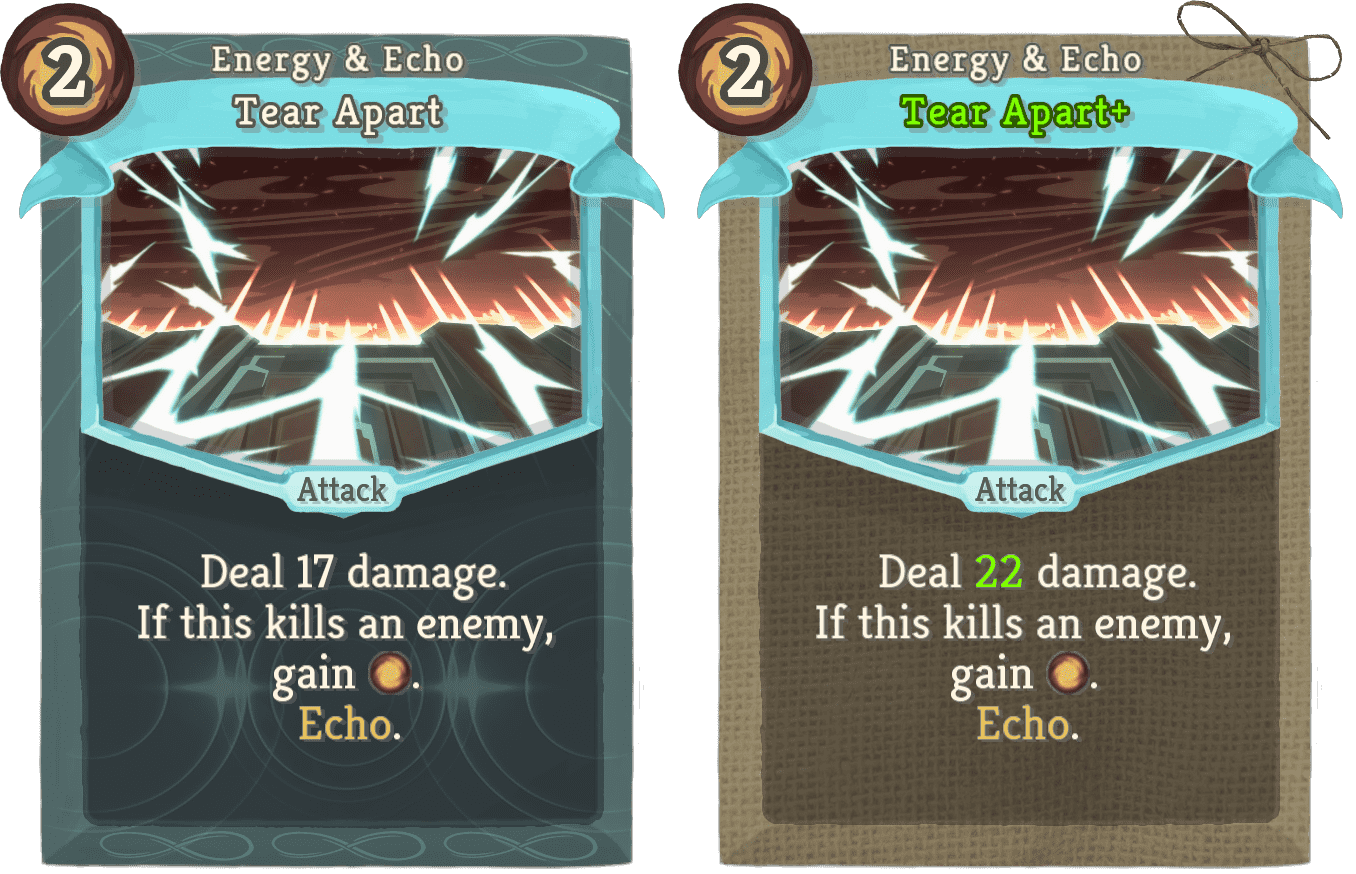 2
Energy & Echo
Tear Apart
Attack
Deal 17 damage.
If this kills an enemy,
gain .
Echo.
2
Energy & Echo
Tear Apart+
Attack
Deal 22 damage.
If this kills an enemy,
gain .
Echo.